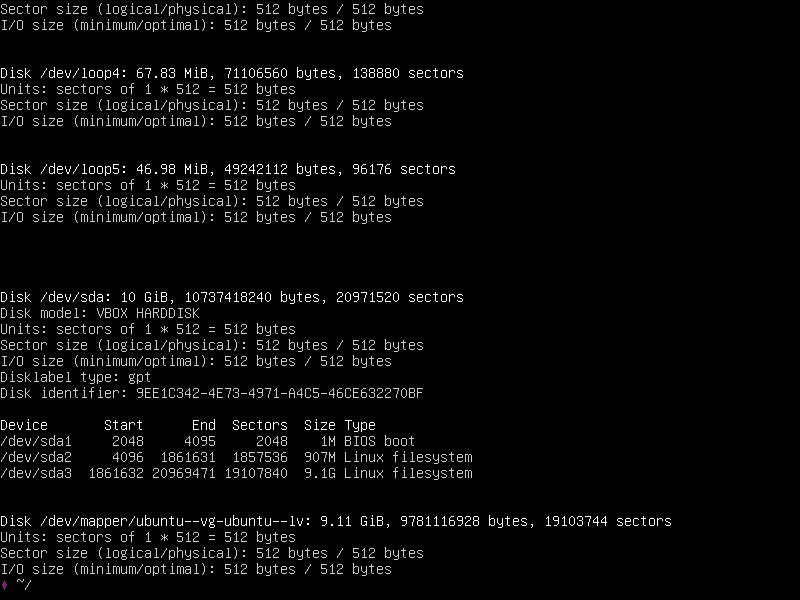 Sector size (logical/physical): 512 bytes / 512 bytes
I/O size (minimum/optimal): 512 bytes / 512 bytes
Disk /dev/loop4: 67.83 MiB, 71106560 bytes, 138880 sectors
Units: sectors of 1 * 512 = 512 bytes
Sector size (logical/physical): 512 bytes / 512 bytes
I/O size (minimum/optimal): 512 bytes / 512 bytes
Disk /dev/loop5: 46.98 MiB, 49242112 bytes, 96176 sectors
Units: sectors of 1 * 512 = 512 bytes
Sector size (logical/physical): 512 bytes / 512 bytes
I/O size (minimum/optimal): 512 bytes / 512 bytes
Disk /dev/sda: 10 GiB, 10737418240 bytes, 20971520 sectors
Disk model: VBOX HARDDISK
Units: sectors of 1 * 512 = 512 bytes
Sector size (logical/physical): 512 bytes / 512 bytes
I/O size (minimum/optimal): 512 bytes / 512 bytes
Disklabel type: gpt
Disk identifier: 9EE1C342-4E73-4971-A4C5-46CE632270BF
Device       Start      End  Sectors  Size Type
/dev/sda1     2048     4095     2048    1M BIOS boot
/dev/sda2     4096  1861631  1857536  907M Linux filesystem
/dev/sda3  1861632 20969471 19107840  9.1G Linux filesystem
Disk /dev/mapper/ubuntu--vg-ubuntu--lv: 9.11 GiB, 9781116928 bytes, 19103744 sectors
Units: sectors of 1 * 512 = 512 bytes
Sector size (logical/physical): 512 bytes / 512 bytes
I/O size (minimum/optimal): 512 bytes / 512 bytes
♦ ~/